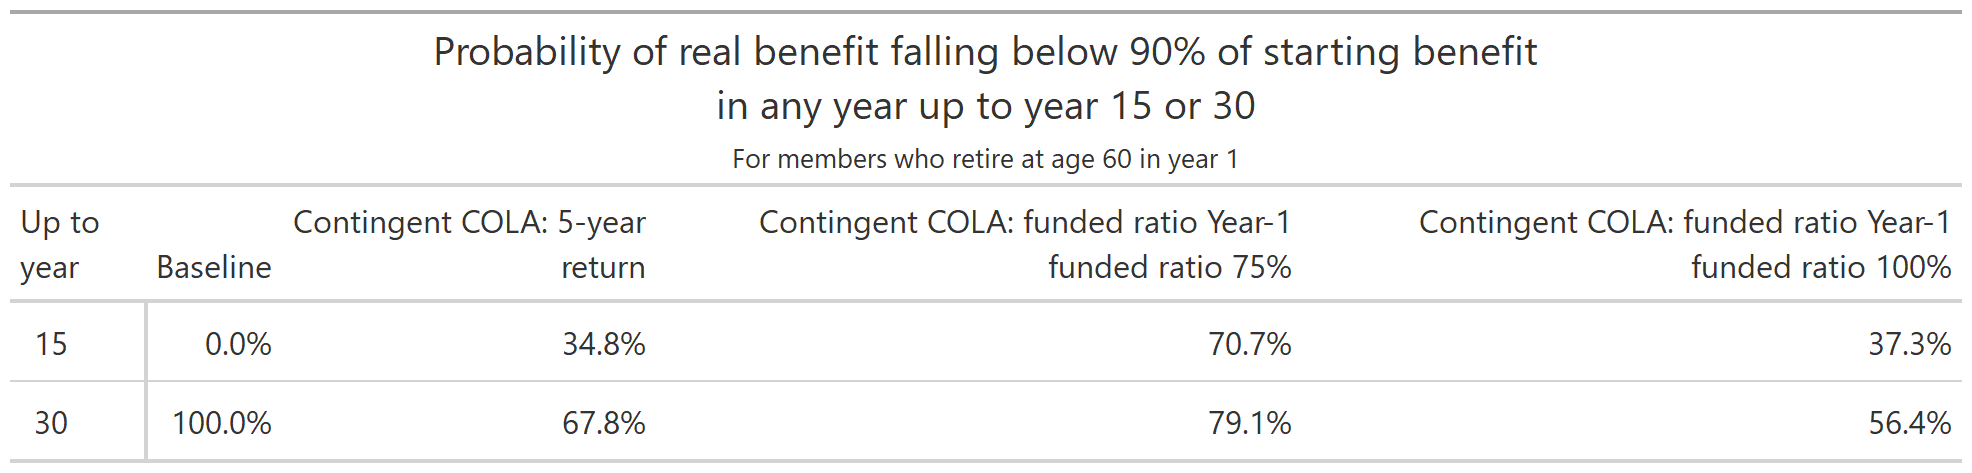 Probability of real benefit falling below 90% of starting benefit
in any year up to year 15 or 30
For members who retire at age 60 in year 1
Up to year Baseline Contingent COLA: 5-year return Contingent COLA: funded ratio Year-1 funded ratio 75% Contingent COLA: funded ratio Year-1 funded ratio 100%
15 0.0% 34.8% 70.7% 37.3%
30 100.0% 67.8% 79.1% 56.4%